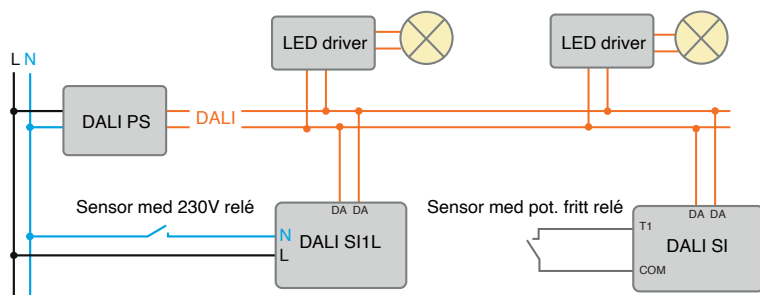 LED driver
LED driver
L N
DALI PS
DALI
Sensor med 230V relé
DA DA
N
L
DALI SI1L
Sensor med pot. fritt relé
DA DA
T1
DALI SI
COM